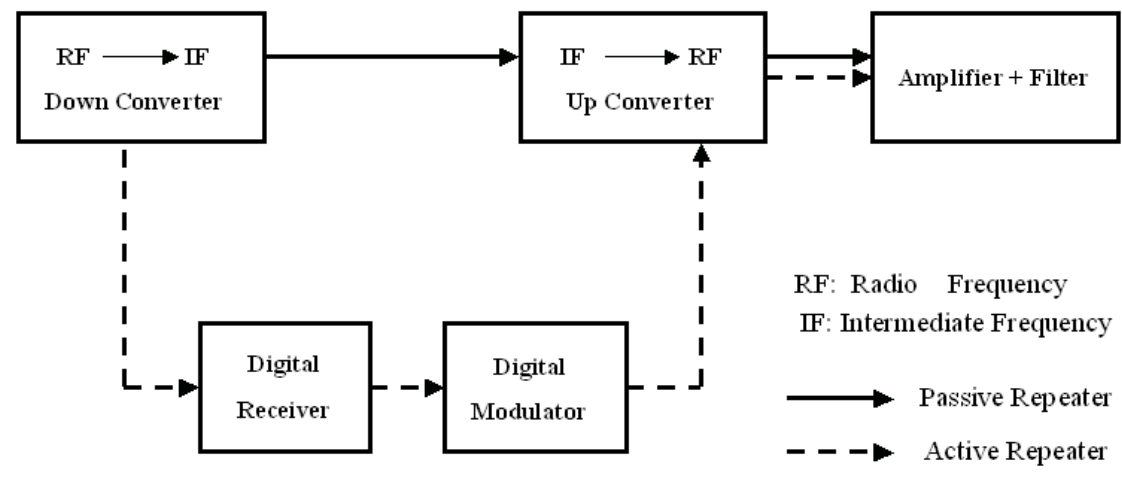 RF → IF
Down Converter
IF → RF
Up Converter
Amplifier + Filter
Digital
Receiver
Digital
Modulator
RF: Radio Frequency
IF: Intermediate Frequency
Passive Repeater
Active Repeater